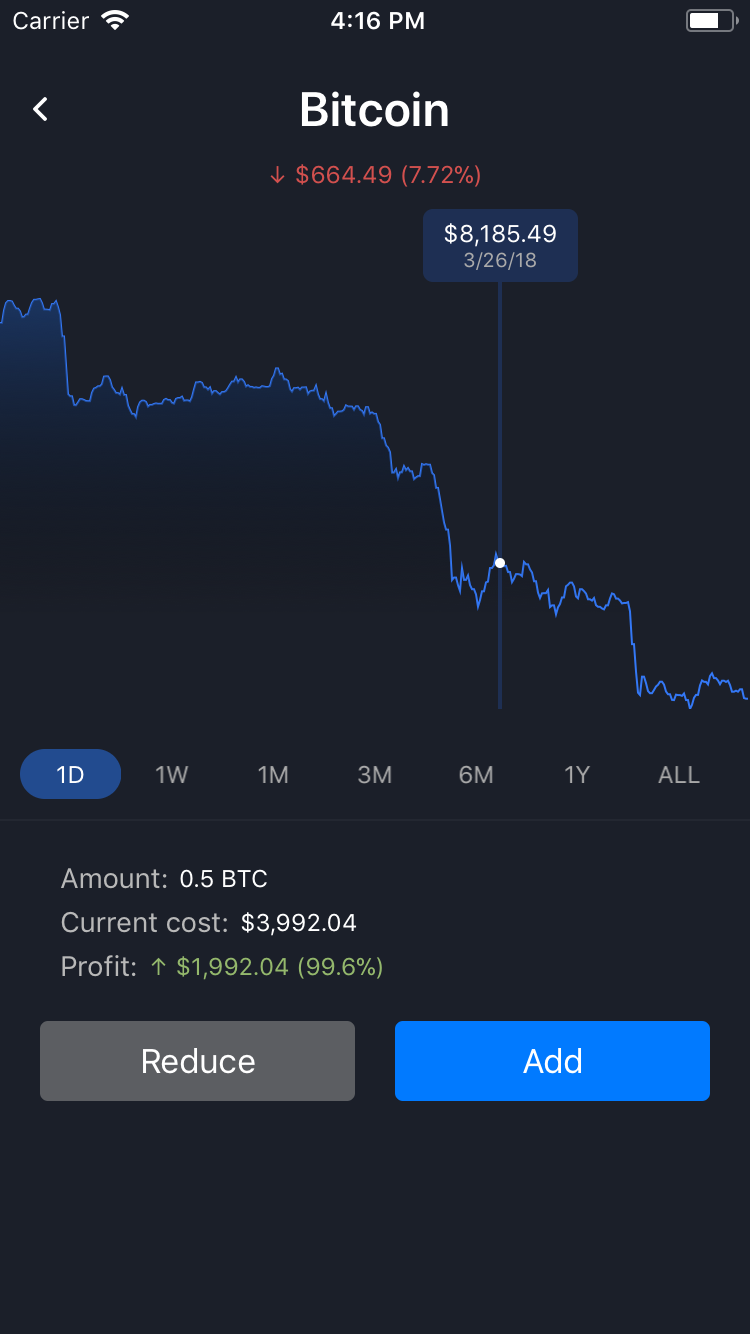 Carrier 4:16 PM
Bitcoin
↓ $664.49 (7.72%)
$8,185.49
3/26/18
1D 1W 1M 3M 6M 1Y ALL
Amount: 0.5 BTC
Current cost: $3,992.04
Profit: ↑ $1,992.04 (99.6%)
Reduce Add